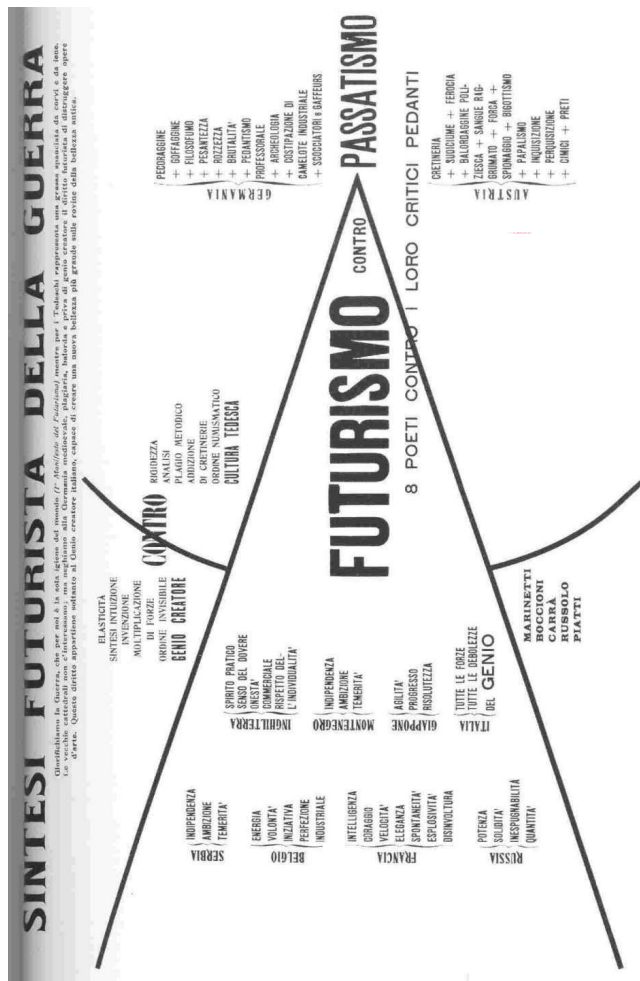 SINTESI FUTURISTA DELLA GUERRA
Glorifichiamo la Guerra, che per noi è la sola igiene del mondo (1° Manifesto del Futurismo) mentre per i Tedeschi rappresenta una grassa spanciata da corvi e da iene.
Le vecchie cattedrali non c'interessano; ma neghiamo alla Germania medioevale, plagiaria, balorda e priva di genio creatore il diritto futurista di distruggere opere
d'arte. Questo diritto appartiene soltanto al Genio creatore italiano, capace di creare una nuova bellezza più grande sulle rovine della bellezza antica.
SERBIA
INDIPENDENZA
AMBIZIONE
TEMERITA'
BELGIO
ENERGIA
VOLONTA'
INIZIATIVA
PERFEZIONE
INDUSTRIALE
FRANCIA
INTELLIGENZA
CORAGGIO
VELOCITA'
ELEGANZA
SPONTANEITA'
ESPLOSIVITA'
DISINVOLTURA
RUSSIA
POTENZA
SOLIDITA'
INESPUGNABILITA'
QUANTITA'
INGHILTERRA
SPIRITO PRATICO
SENSO DEL DOVERE
ONESTA'
COMMERCIALE
RISPETTO DEL-
L'INDIVIDUALITA'
MONTENEGRO
INDIPENDENZA
AMBIZIONE
TEMERITA'
GIAPPONE
AGILITA'
PROGRESSO
RISOLUTEZZA
ITALIA
TUTTE LE FORZE
TUTTE LE DEBOLEZZE
DEL GENIO
ELASTICITÀ
SINTESI INTUIZIONE
INVENZIONE
MOLTIPLICAZIONE
DI FORZE
ORDINE INVISIBILE
GENIO CREATORE
CONTRO
RIGIDEZZA
ANALISI
PLAGIO METODICO
ADDIZIONE
DI CRETINERIE
ORDINE NUMISMATICO
CULTURA TEDESCA
FUTURISMO CONTRO PASSATISMO
8 POETI CONTRO I LORO CRITICI PEDANTI
GERMANIA
PECORAGGINE
+ GOFFAGGINE
+ FILOSOFUMO
+ PESANTEZZA
+ ROZZEZZA
+ BRUTALITA'
+ PEDANTISMO
PROFESSORALE
+ ARCHEOLOGIA
+ COSTIPAZIONE DI
CAMELOTE INDUSTRIALE
+ SCOCCIATORI e GAFFEURS
AUSTRIA
CRETINERIA
+ SUDICIUME + FEROCIA
+ BALORDAGGINE POLI-
ZIESCA + SANGUE RAG-
GRUMATO + FORCA +
SPIONAGGIO + BIGOTTISMO
+ PAPALISMO
+ INQUISIZIONE
+ PERQUISIZIONE
+ CIMICI + PRETI
MARINETTI
BOCCIONI
CARRÀ
RUSSOLO
PIATTI